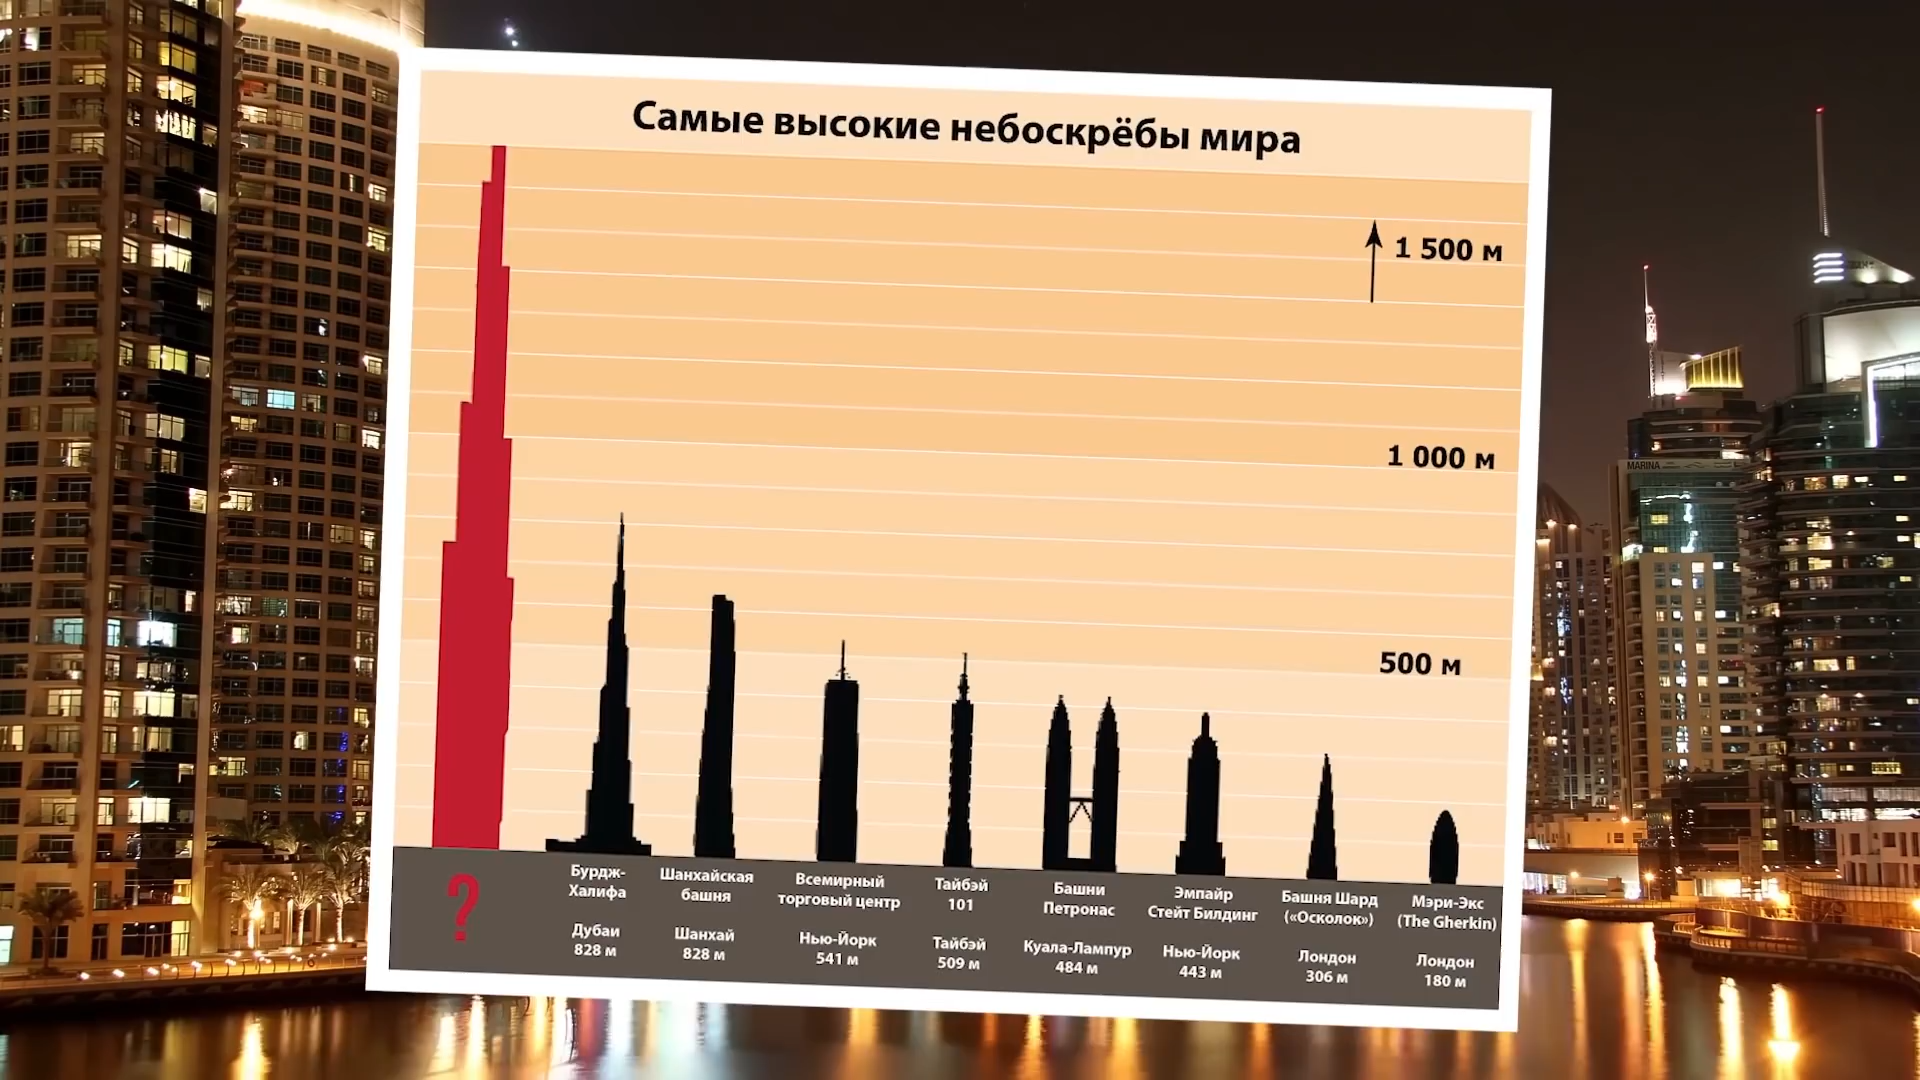 Самые высокие небоскрёбы мира
1 500 м
1 000 м
500 м
MARINA
?
Бурдж-
Халифа
Дубаи
828 м
Шанхайская
башня
Шанхай
828 м
Всемирный
торговый центр
Нью-Йорк
541 м
Тайбэй
101
Тайбэй
509 м
Башни
Петронас
Куала-Лампур
484 м
Эмпайр
Стейт Билдинг
Нью-Йорк
443 м
Башня Шард
(«Осколок»)
Лондон
306 м
Мэри-Экс
(The Gherkin)
Лондон
180 м